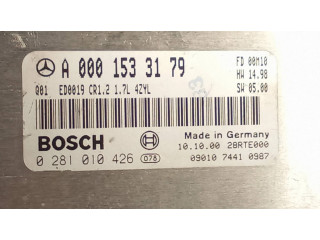 A 000 153 31 79
FD 00M10
Q01 ED0019 CR1.2 1.7L 4ZYL
HW 14.98
SW 05.00
BOSCH
Made in Germany
0 281 010 426 078
10.10.00 28RTE000
09010 7441 0987